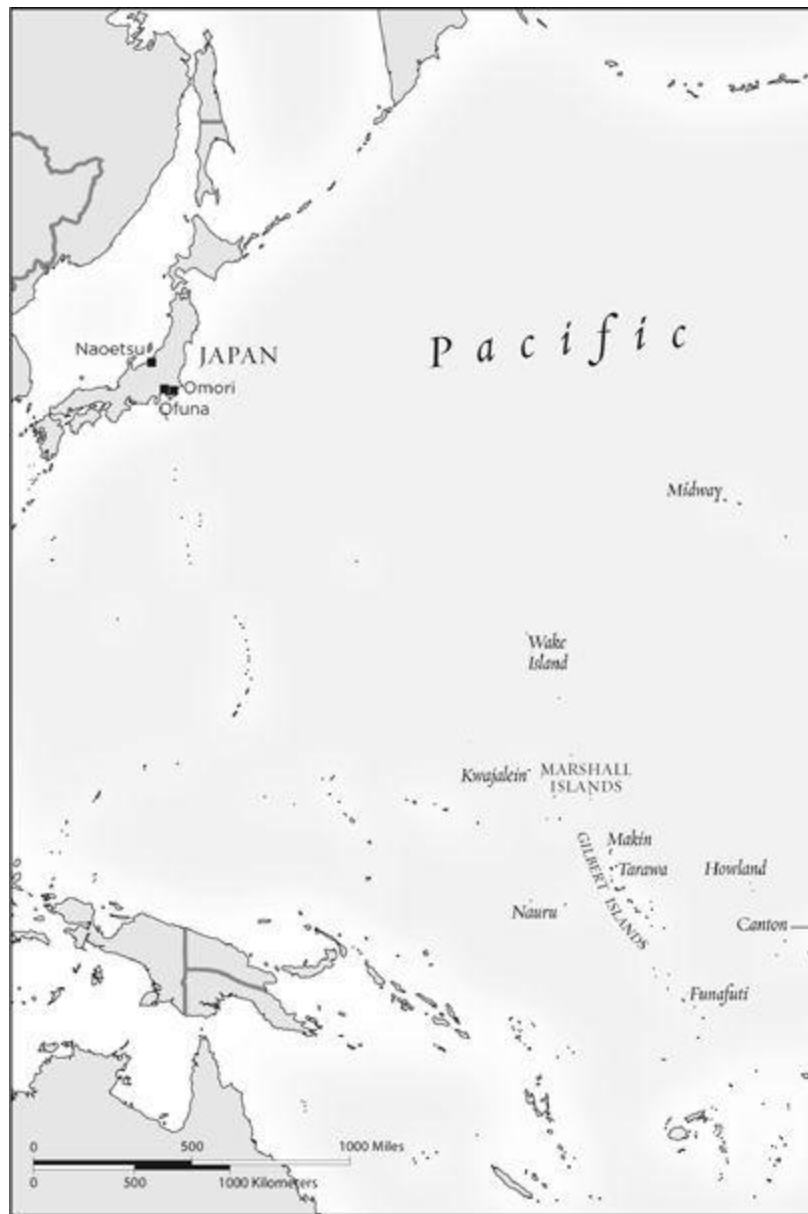 Pacific
Naoetsu
JAPAN
Omori
Ofuna
Midway
Wake
Island
Kwajalein
MARSHALL
ISLANDS
Makin
Tarawa
GILBERT ISLANDS
Howland
Nauru
Canton
Funafuti
0 500 1000 Miles
0 500 1000 Kilometers